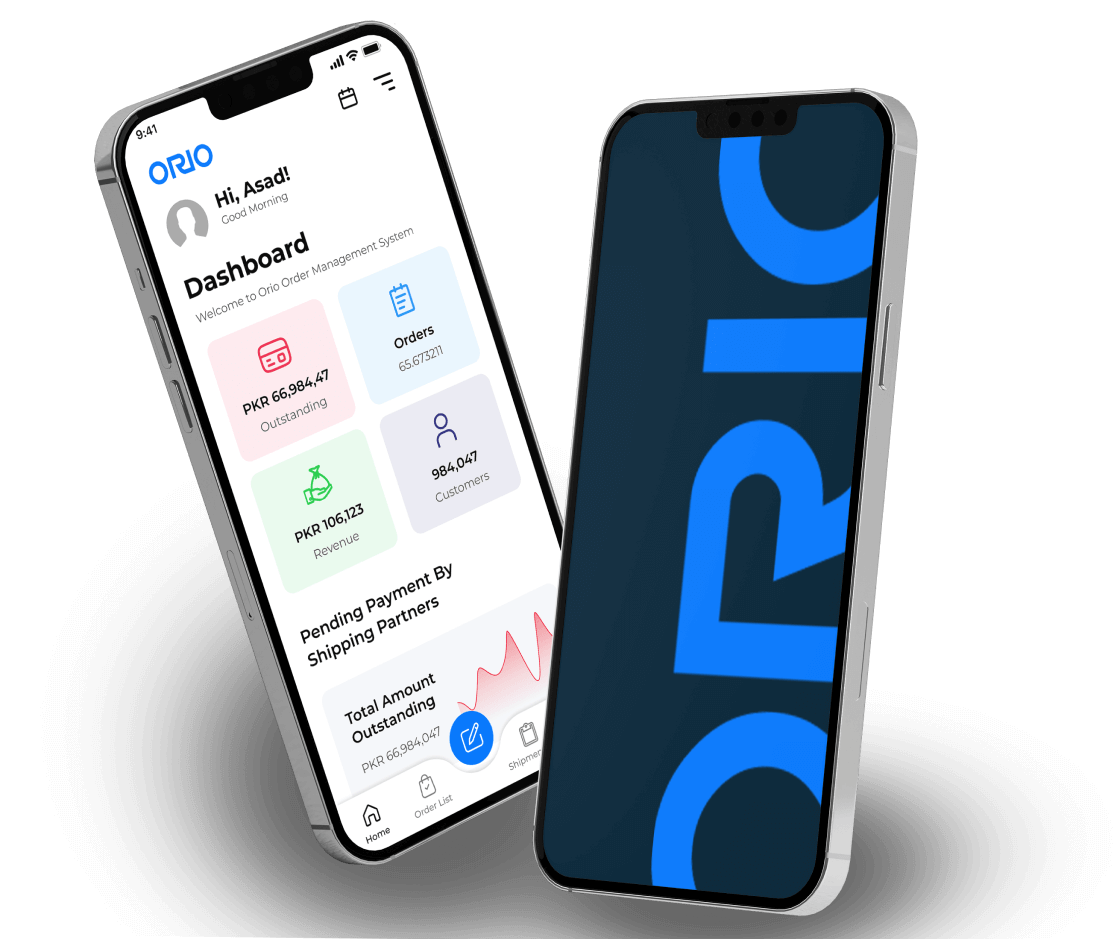 9:41
ORIO
Hi, Asad!
Good Morning
Dashboard
Welcome to Orio Order Management System
PKR 66,984,47
Outstanding
Orders
65.673211
PKR 106,123
Revenue
984,047
Customers
Pending Payment By
Shipping Partners
Total Amount
Outstanding
PKR 66,984,047
Home
Order List
Shipmen
ORIO